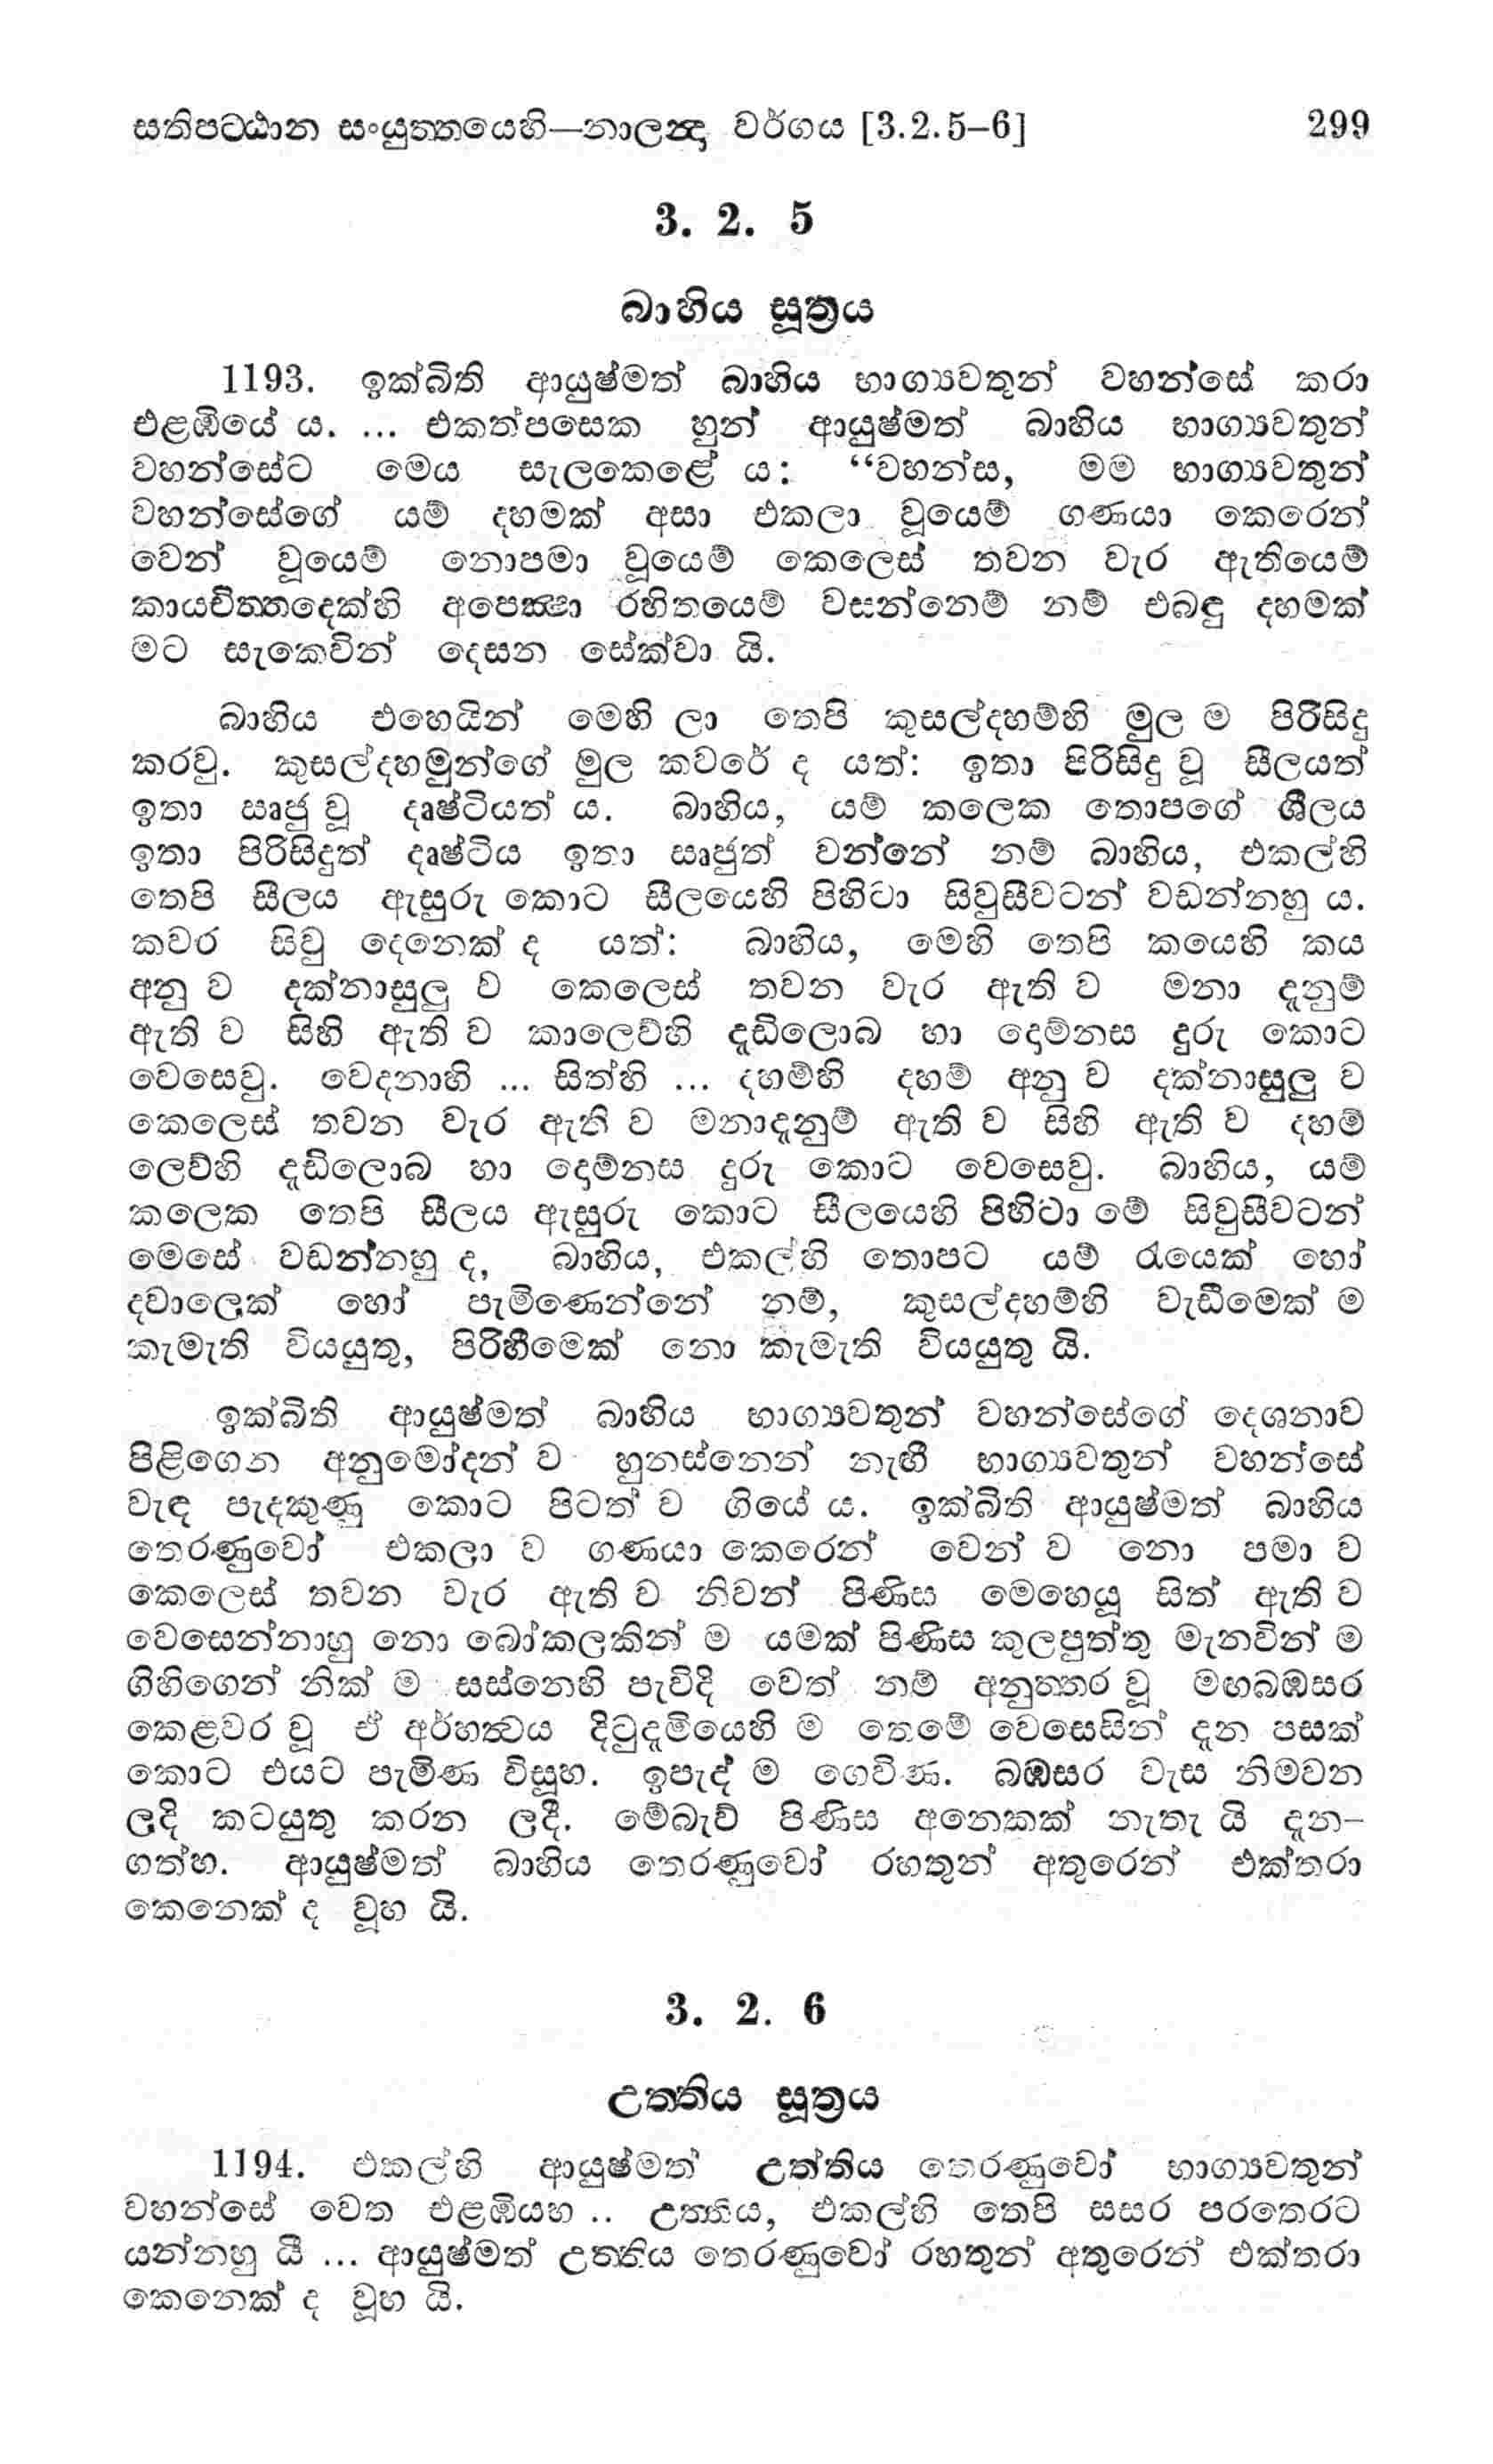 සතිපට්ඨාන සංයුත්තයෙහි—නාලන්දා වර්ගය [3.2.5–6] 299
3. 2. 5
බාහිය සූත්‍රය
1193. ඉක්බිති ආයුෂ්මත් බාහිය භාග්‍යවතුන් වහන්සේ කරා
එළඹියේ ය. ... එකත්පසෙක හුන් ආයුෂ්මත් බාහිය භාග්‍යවතුන්
වහන්සේට මෙය සැලකෙළේ ය: “වහන්ස, මම භාග්‍යවතුන්
වහන්සේගේ යම් දහමක් අසා එකලා වූයෙම් ගණයා කෙරෙන්
වෙන් වූයෙම් නොපමා වූයෙම් කෙලෙස් තවන වැර ඇතියෙම්
කායචිත්තදෙක්හි අපෙක්‍ෂා රහිතයෙම් වසන්නෙම් නම් එබඳු දහමක්
මට සැකෙවින් දෙසන සේක්වා යි.
බාහිය එහෙයින් මෙහි ලා තෙපි කුසල්දහම්හි මුල ම පිරිසිදු
කරවු. කුසල්දහමුන්ගේ මුල කවරේ ද යත්: ඉතා පිරිසිදු වූ සීලයත්
ඉතා සෘජු වූ දෘෂ්ටියත් ය. බාහිය, යම් කලෙක තොපගේ ශීලය
ඉතා පිරිසිදුත් දෘෂ්ටිය ඉතා සෘජුත් වන්නේ නම් බාහිය, එකල්හි
තෙපි සීලය ඇසුරු කොට සීලයෙහි පිහිටා සිවුසීවටන් වඩන්නහු ය.
කවර සිවු දෙනෙක් ද යත්: බාහිය, මෙහි තෙපි කයෙහි කය
අනු ව දක්නාසුලු ව කෙලෙස් තවන වැර ඇති ව මනා දැනුම්
ඇති ව සිහි ඇති ව කාලෙව්හි දැඩිලොබ හා දොම්නස දුරු කොට
වෙසෙවු. වෙදනාහි ... සිත්හි ... දහම්හි දහම් අනු ව දක්නාසුලු ව
කෙලෙස් තවන වැර ඇති ව මනාදැනුම් ඇති ව සිහි ඇති ව දහම්
ලෙව්හි දැඩිලොබ හා දොම්නස දුරු කොට වෙසෙවු. බාහිය, යම්
කලෙක තෙපි සීලය ඇසුරු කොට සීලයෙහි පිහිටා මේ සිවුසීවටන්
මෙසේ වඩන්නහු ද, බාහිය, එකල්හි තොපට යම් රැයෙක් හෝ
දවාලෙක් හෝ පැමිණෙන්නේ නම්, කුසල්දහම්හි වැඩීමෙක් ම
කැමැති වියයුතු, පිරිහීමෙක් නො කැමැති වියයුතු යි.
ඉක්බිති ආයුෂ්මත් බාහිය භාග්‍යවතුන් වහන්සේගේ දෙශනාව
පිළිගෙන අනුමෝදන් ව හුනස්නෙන් නැඟී භාග්‍යවතුන් වහන්සේ
වැඳ පැදකුණු කොට පිටත් ව ගියේ ය. ඉක්බිති ආයුෂ්මත් බාහිය
තෙරණුවෝ එකලා ව ගණයා කෙරෙන් වෙන් ව නො පමා ව
කෙලෙස් තවන වැර ඇති ව නිවන් පිණිස මෙහෙයූ සිත් ඇති ව
වෙසෙන්නාහු නො බෝකලකින් ම යමක් පිණිස කුලපුත්තු මැනවින් ම
ගිහිගෙන් නික් ම සස්නෙහි පැවිදි වෙත් නම් අනුත්තර වූ මඟබඹසර
කෙළවර වූ ඒ අර්හත්‍වය දිටුදැමියෙහි ම තෙමේ වෙසෙසින් දැන පසක්
කොට එයට පැමිණ විසූහ. ඉපැද් ම ගෙවිණ. බඹසර වැස නිමවන
ලදි කටයුතු කරන ලදී. මේබැව් පිණිස අනෙකක් නැතැ යි දැන–
ගත්හ. ආයුෂ්මත් බාහිය තෙරණුවෝ රහතුන් අතුරෙන් එක්තරා
කෙනෙක් ද වූහ යි.
3. 2. 6
උත්තිය සූත්‍රය
1194. එකල්හි ආයුෂ්මත් උත්තිය තෙරණුවෝ භාග්‍යවතුන්
වහන්සේ වෙත එළඹියහ .. උත්තිය, එකල්හි තෙපි සසර පරතෙරට
යන්නහු යී ... ආයුෂ්මත් උත්තිය තෙරණුවෝ රහතුන් අතුරෙන් එක්තරා
කෙනෙක් ද වූහ යි.